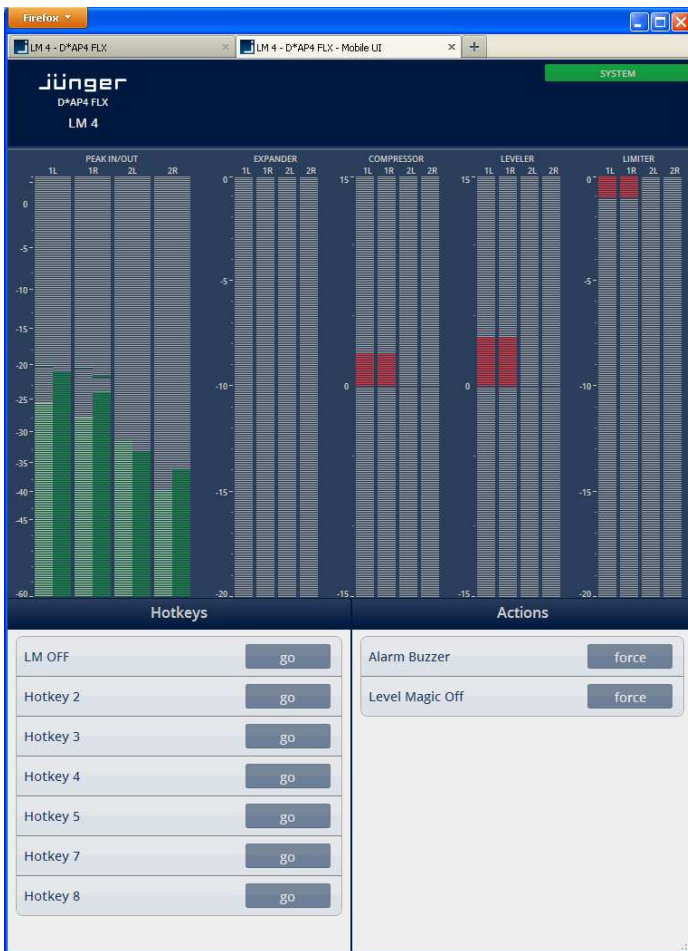 Firefox
LM 4 - D*AP4 FLX
LM 4 - D*AP4 FLX - Mobile UI
jünger
D*AP4 FLX
LM 4
SYSTEM
PEAK IN/OUT EXPANDER COMPRESSOR LEVELER LIMITER
1L 1R 2L 2R 1L 1R 2L 2R 1L 1R 2L 2R 1L 1R 2L 2R 1L 1R 2L 2R
0 15 15 0
0
-5
-5 -5
-10
-15
-20
0 0
-10 -10
-25
-30
-35
-40
-15 -15
-45
-60 -20 -15 -15 -20
Hotkeys Actions
LM OFF go Alarm Buzzer force
Hotkey 2 go Level Magic Off force
Hotkey 3 go
Hotkey 4 go
Hotkey 5 go
Hotkey 7 go
Hotkey 8 go